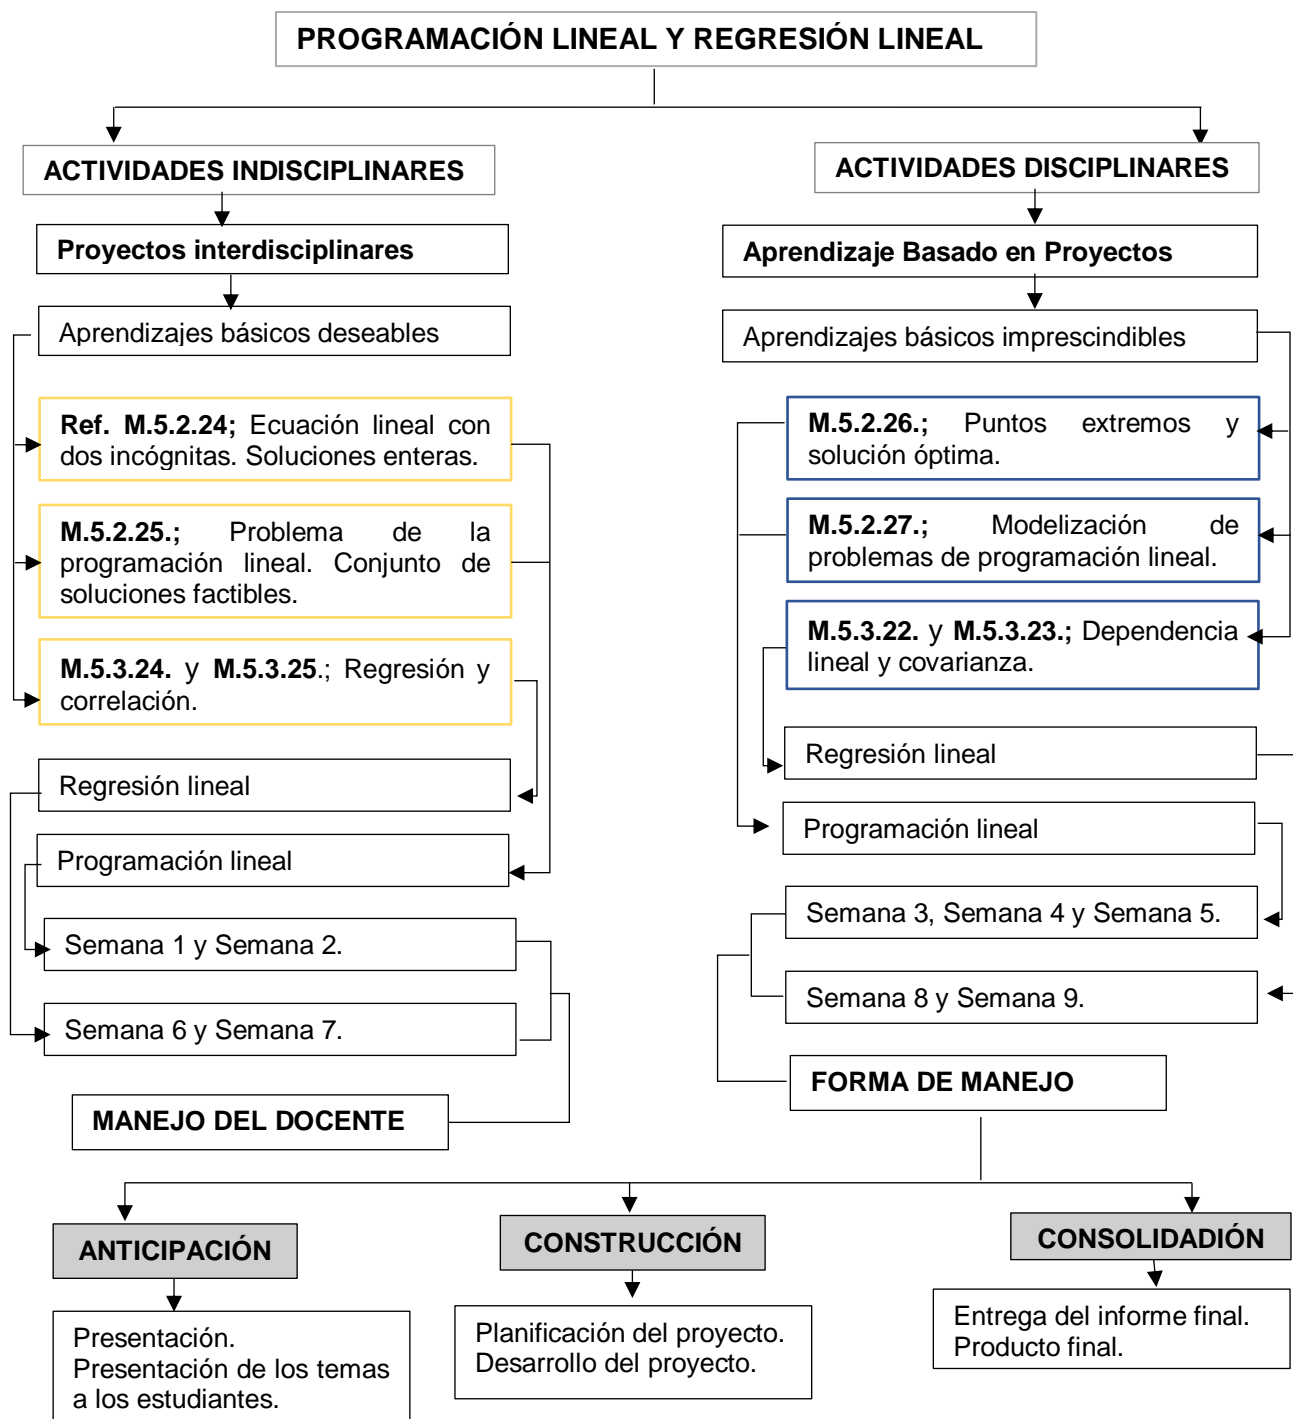 PROGRAMACIÓN LINEAL Y REGRESIÓN LINEAL
ACTIVIDADES INDISCIPLINARES
Proyectos interdisciplinares
Aprendizajes básicos deseables
Ref. M.5.2.24; Ecuación lineal con
dos incógnitas. Soluciones enteras.
M.5.2.25.; Problema de la
programación lineal. Conjunto de
soluciones factibles.
M.5.3.24. y M.5.3.25.; Regresión y
correlación.
Regresión lineal
Programación lineal
Semana 1 y Semana 2.
Semana 6 y Semana 7.
MANEJO DEL DOCENTE
ACTIVIDADES DISCIPLINARES
Aprendizaje Basado en Proyectos
Aprendizajes básicos imprescindibles
M.5.2.26.; Puntos extremos y
solución óptima.
M.5.2.27.; Modelización de
problemas de programación lineal.
M.5.3.22. y M.5.3.23.; Dependencia
lineal y covarianza.
Regresión lineal
Programación lineal
Semana 3, Semana 4 y Semana 5.
Semana 8 y Semana 9.
FORMA DE MANEJO
ANTICIPACIÓN
Presentación.
Presentación de los temas
a los estudiantes.
CONSTRUCCIÓN
Planificación del proyecto.
Desarrollo del proyecto.
CONSOLIDADIÓN
Entrega del informe final.
Producto final.